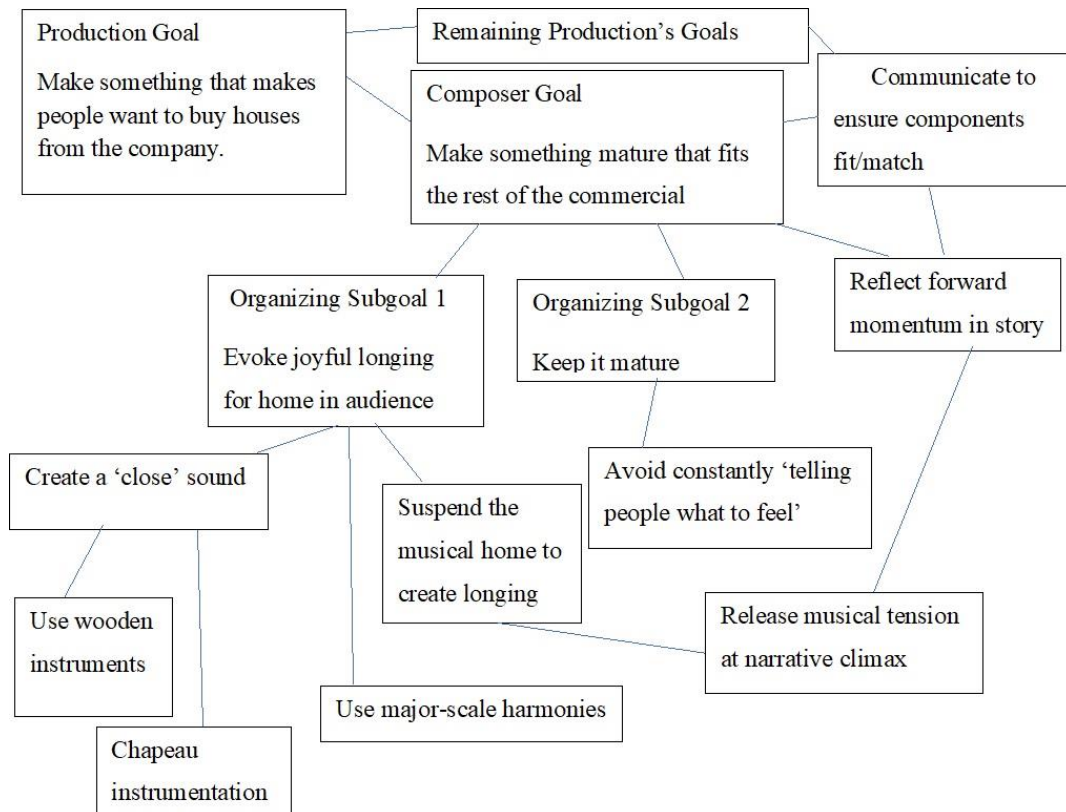 Production Goal
Make something that makes
people want to buy houses
from the company.
Remaining Production’s Goals
Composer Goal
Make something mature that fits
the rest of the commercial
Communicate to
ensure components
fit/match
Organizing Subgoal 1
Evoke joyful longing
for home in audience
Organizing Subgoal 2
Keep it mature
Reflect forward
momentum in story
Create a ‘close’ sound
Suspend the
musical home to
create longing
Avoid constantly ‘telling
people what to feel’
Use wooden
instruments
Release musical tension
at narrative climax
Use major-scale harmonies
Chapeau
instrumentation